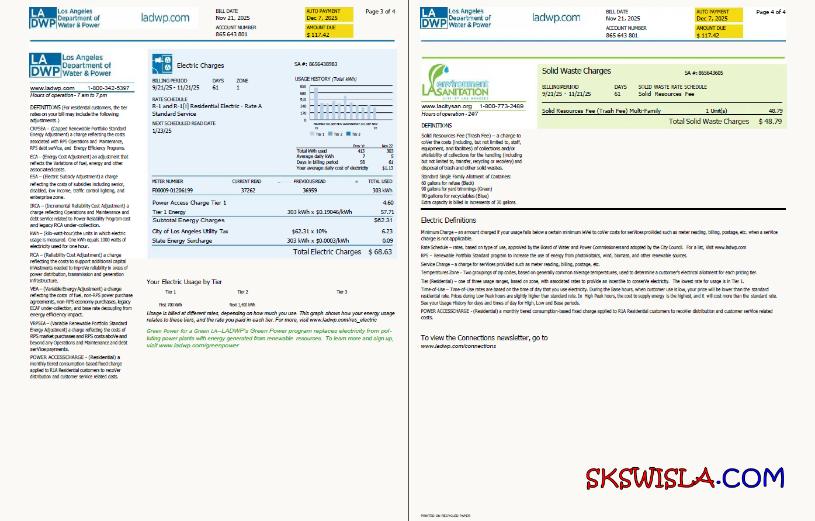 LA
DWP
Los Angeles
Department of
Water & Power
ladwp.com
BILL DATE
Nov 21, 2025
ACCOUNT NUMBER
865 643 801
AUTO PAYMENT
Dec 7, 2025
AMOUNT DUE
$ 117.42
Page 3 of 4
LA
DWP
Los Angeles
Department of
Water & Power
www.ladwp.com 1-800-342-5397
Hours of operation - 7 am to 7 pm
DEFINITIONS (For residential customers, the tier
rates on your bill may include the following
adjustments.)
Adjustment) a charge reflecting the costs
associated with RPS Operations and Maintenance,
RPS debt service, and Energy Efficiency Programs.
ECA - (Energy Cost Adjustment) an adjustment that
reflects the variations of fuel, energy and other
associated costs.
ESA - (Electric Subsidy Adjustment) a charge
reflecting the costs of subsidies including senior,
disabled, low income, traffic control lighting, and
enterprise zone.
IRCA - (Incremental Reliability Cost Adjustment) a
charge reflecting Operations and Maintenance and
debt service related to Power Reliability Program cost
and legacy RCA under-collection.
energy usage is measured. One kWh equals 1000 watts of
electricity used for one hour.
RCA - (Reliability Cost Adjustment) a charge
reflecting the costs to support additional capital
investments needed to improve reliability in areas of
power distribution, transmission and generation
infrastructure.
VEA - (Variable Energy Adjustment) a charge
reflecting the costs of fuel, non-RPS power purchase
agreements, non-RPS economy purchases, legacy
ECAF under-collection, and base rate decoupling from
energy efficiency impact.
VRPSEA - (Variable Renewable Portfolio Standard
Energy Adjustment) a charge reflecting the costs of
RPS market purchases and RPS costs above and
beyond any Operations and Maintenance and debt
service payments.
POWER ACCESSCHARGE - (Residential) a
monthly tiered consumption-based fixed charge
applied to R1A Residential customers to recover
distribution and customer service related costs.
Electric Charges
SA #: 8656438983
BILLING PERIOD DAYS ZONE
9/21/25 - 11/21/25 61 1
RATE SCHEDULE
R-1 and R-1[i] Residential Electric - Rate A
Standard Service
NEXT SCHEDULED READ DATE
1/23/25
USAGE HISTORY (Total kWh)
Tier 1 Tier 2 Tier 3
Total kWh used 413 303
Average daily kWh 7 5
Days in billing period 58 61
Your average daily cost of electricity $1.13
METER NUMBER CURRENT READ - PREVIOUSREAD = TOTAL USED
F00009-01206199 37262 36959 303 kWh
Power Access Charge Tier 1 4.60
Tier 1 Energy 303 kWh x $0.19046/kWh 57.71
Subtotal Energy Charges $62.31
City of Los Angeles Utility Tax $62.31 x 10% 6.23
State Energy Surcharge 303 kWh x $0.0003/kWh 0.09
Total Electric Charges $ 68.63
Your Electric Usage by Tier
Tier 1 Tier 2 Tier 3
First 700 kWh Next 1,400 kWh
Usage is billed at different rates, depending on how much you use. This graph shows how your energy usage
relates to these tiers, and the rate you paid in each tier. For more, visit www.ladwp.com/res_electric
Green Power for a Green LA--LADWP's Green Power program replaces electricity from pol-
luting power plants with energy generated from renewable resources. To learn more and sign up,
visit www.ladwp.com/greenpower
LA
DWP
Los Angeles
Department of
Water & Power
ladwp.com
BILL DATE
Nov 21, 2025
ACCOUNT NUMBER
865 643 801
AUTO PAYMENT
Dec 7, 2025
AMOUNT DUE
$ 117.42
Page 4 of 4
environment
LASANITATION
CITY OF LOS ANGELES
www.lacitysan.org 1-800-773-2489
Hours of operation - 24/7
DEFINITIONS
Solid Resources Fee (Trash Fee) - a charge to
cover the costs (including, but not limited to, staff,
equipment, and facilities) of collections and/or
availability of collections for the handling (including
but not limited to, transfer, recycling or recovery) and
disposal of trash and other solid wastes.
Standard Single Family Allotment of Containers:
60 gallons for refuse (Black)
90 gallons for yard trimmings (Green)
90 gallons for recyclables (Blue)
Extra capacity is billed in increments of 30 gallons.
Solid Waste Charges
SA #: 8656443605
BILLINGPERIOD DAYS SOLID WASTE RATE SCHEDULE
9/21/25 - 11/21/25 61 Solid Resources Fee
Solid Resources Fee (Trash Fee) Multi-Family 1 Unit(s) 48.79
Total Solid Waste Charges $ 48.79
Electric Definitions
Minimum Charge – an amount charged if your usage falls below a certain minimum level to cover costs for services provided such as meter reading, billing, postage, etc. – when a service
charge is not applicable.
Rate Schedule – rates, based on type of use, approved by the Board of Water and Power Commissioners and adopted by the City Council. For a list, visit www.ladwp.com
RPS – Renewable Portfolio Standard program to increase the use of energy from photovoltaics, wind, biomass, and other renewable sources.
Service Charge – a charge for services provided such as meter reading, billing, postage, etc.
Temperatures Zone – Two groupings of zip codes, based on generally common average temperatures, used to determine a customer's electrical allotment for each pricing tier.
Tier (Residential) – one of three usage ranges, based on zone, with associated rates to provide an incentive to conserve electricity. The lowest rate for usage is in Tier 1.
Time-of-Use – Time-of-Use rates are based on the time of day that you use electricity. During the Base hours, when customer use is low, your price will be lower than the standard
residential rate. Prices during Low Peak hours are slightly higher than standard rate. In High Peak hours, the cost to supply energy is the highest, and it will cost more than the standard rate.
See your Usage History for days and times of day for High, Low and Base periods.
POWER ACCESSCHARGE – (Residential) a monthly tiered consumption-based fixed charge applied to R1A Residential customers to recover distribution and customer service related
costs.
To view the Connections newsletter, go to
www.ladwp.com/connections
SKSWISLA.COM
PRINTED ON RECYCLED PAPER